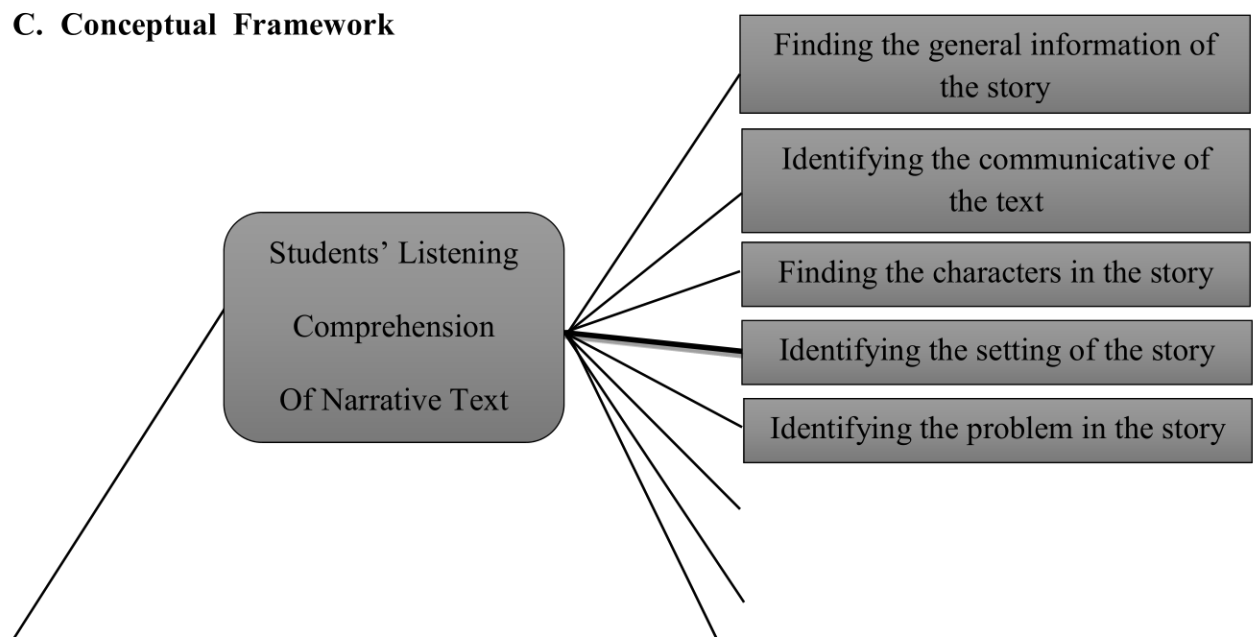 C. Conceptual Framework
Finding the general information of
the story
Identifying the communicative of
the text
Students’ Listening
Comprehension
Of Narrative Text
Finding the characters in the story
Identifying the setting of the story
Identifying the problem in the story